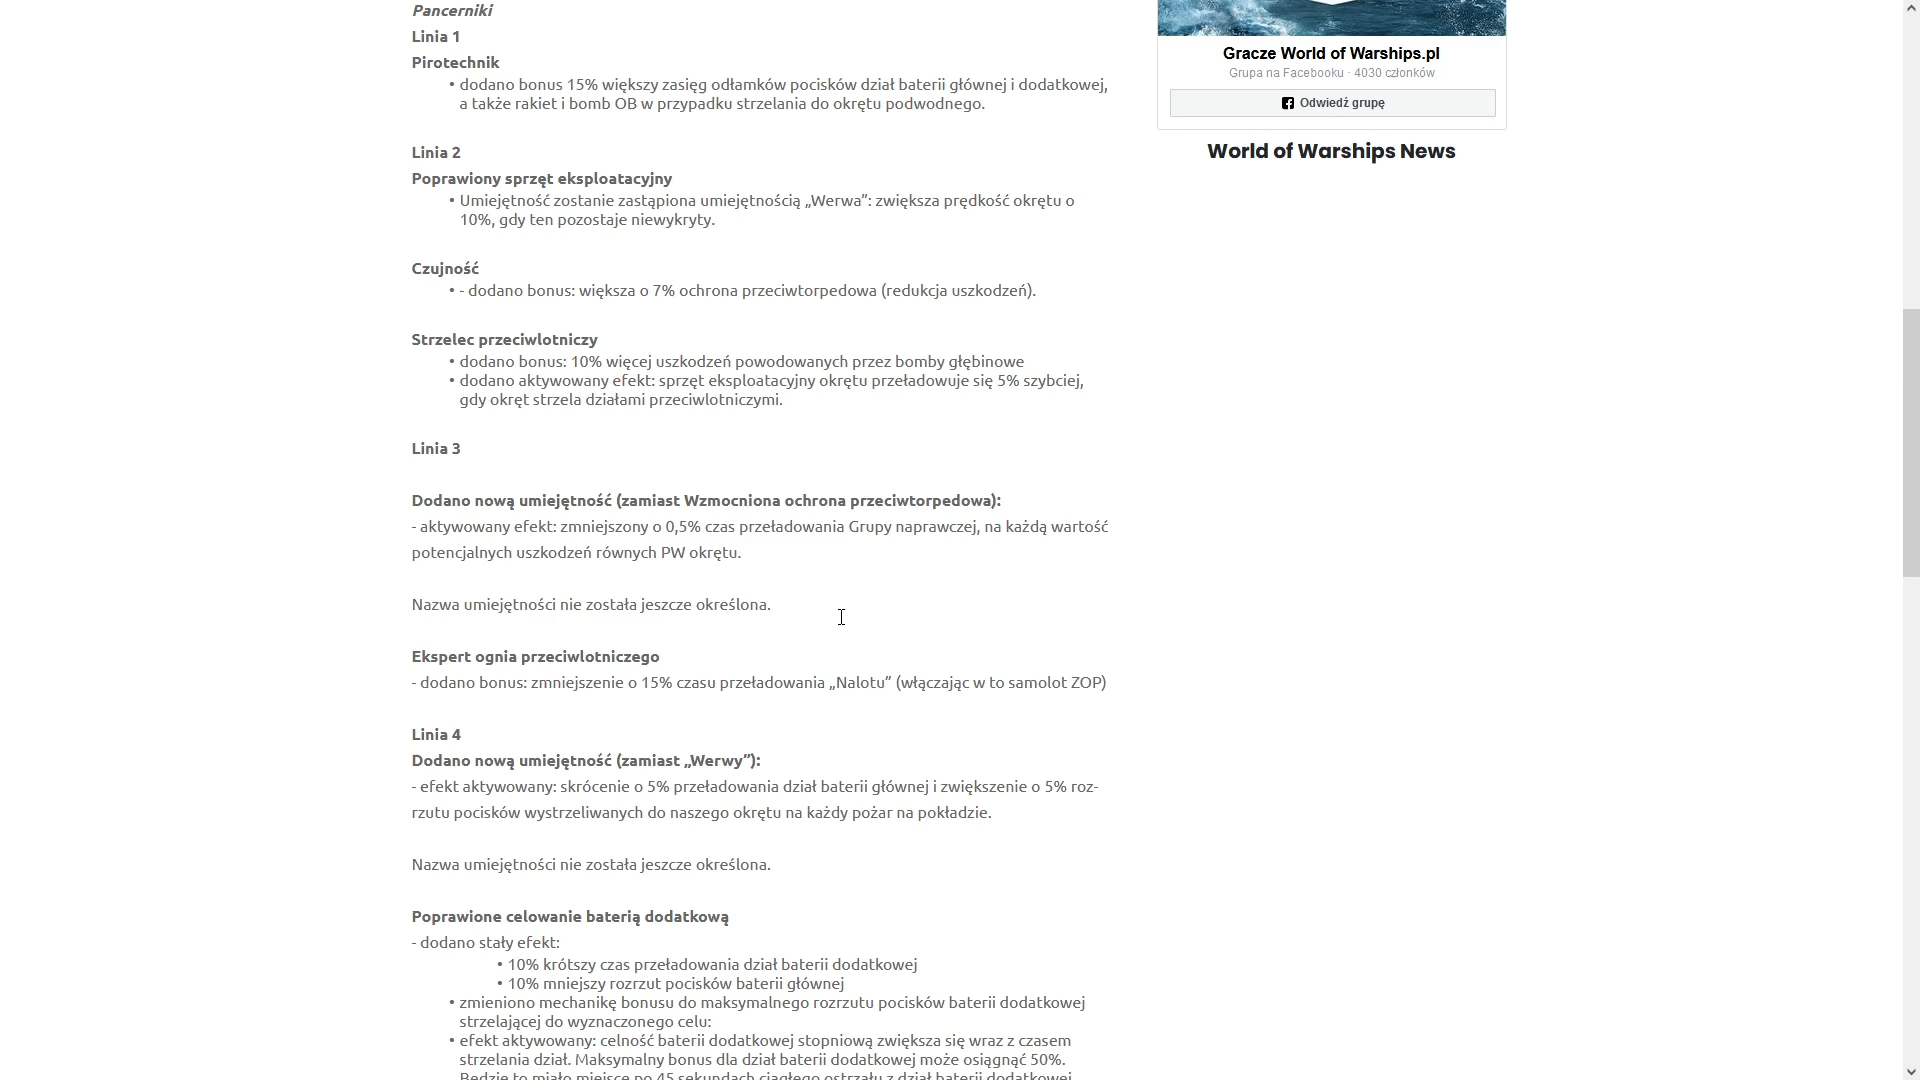 Pancerniki
Linia 1
Pirotechnik
• dodano bonus 15% większy zasięg odłamków pocisków dział baterii głównej i dodatkowej,
a także rakiet i bomb OB w przypadku strzelania do okrętu podwodnego.
Linia 2
Poprawiony sprzęt eksploatacyjny
• Umiejętność zostanie zastąpiona umiejętnością „Werwa”: zwiększa prędkość okrętu o
10%, gdy ten pozostaje niewykryty.
Czujność
• - dodano bonus: większa o 7% ochrona przeciwtorpedowa (redukcja uszkodzeń).
Strzelec przeciwlotniczy
• dodano bonus: 10% więcej uszkodzeń powodowanych przez bomby głębinowe
• dodano aktywowany efekt: sprzęt eksploatacyjny okrętu przeładowuje się 5% szybciej,
gdy okręt strzela działami przeciwlotniczymi.
Linia 3
Dodano nową umiejętność (zamiast Wzmocniona ochrona przeciwtorpedowa):
- aktywowany efekt: zmniejszony o 0,5% czas przeładowania Grupy naprawczej, na każdą wartość
potencjalnych uszkodzeń równych PW okrętu.
Nazwa umiejętności nie została jeszcze określona.
Ekspert ognia przeciwlotniczego
- dodano bonus: zmniejszenie o 15% czasu przeładowania „Nalotu” (włączając w to samolot ZOP)
Linia 4
Dodano nową umiejętność (zamiast „Werwy”):
- efekt aktywowany: skrócenie o 5% przeładowania dział baterii głównej i zwiększenie o 5% roz-
rzutu pocisków wystrzeliwanych do naszego okrętu na każdy pożar na pokładzie.
Nazwa umiejętności nie została jeszcze określona.
Poprawione celowanie baterią dodatkową
- dodano stały efekt:
• 10% krótszy czas przeładowania dział baterii dodatkowej
• 10% mniejszy rozrzut pocisków baterii głównej
• zmieniono mechanikę bonusu do maksymalnego rozrzutu pocisków baterii dodatkowej
strzelającej do wyznaczonego celu:
• efekt aktywowany: celność baterii dodatkowej stopniową zwiększa się wraz z czasem
strzelania dział. Maksymalny bonus dla dział baterii dodatkowej może osiągnąć 50%.
Będzie to miało miejsce po 45 sekundach ciągłego ostrzału z dział baterii dodatkowej
Gracze World of Warships.pl
Grupa na Facebooku · 4030 członków
Odwiedź grupę
World of Warships News